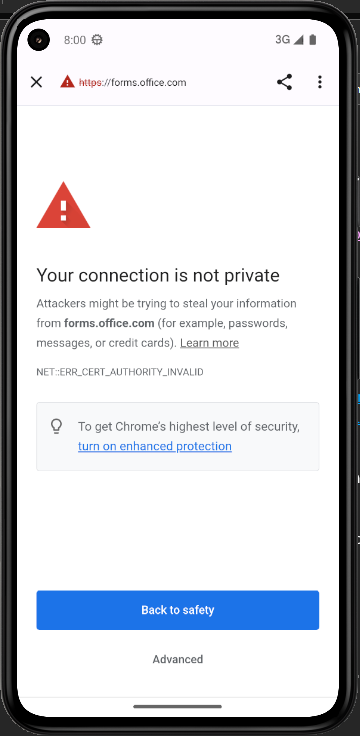 8:00
3G
https://forms.office.com
Your connection is not private
Attackers might be trying to steal your information
from forms.office.com (for example, passwords,
messages, or credit cards). Learn more
NET::ERR_CERT_AUTHORITY_INVALID
To get Chrome's highest level of security,
turn on enhanced protection
Back to safety
Advanced